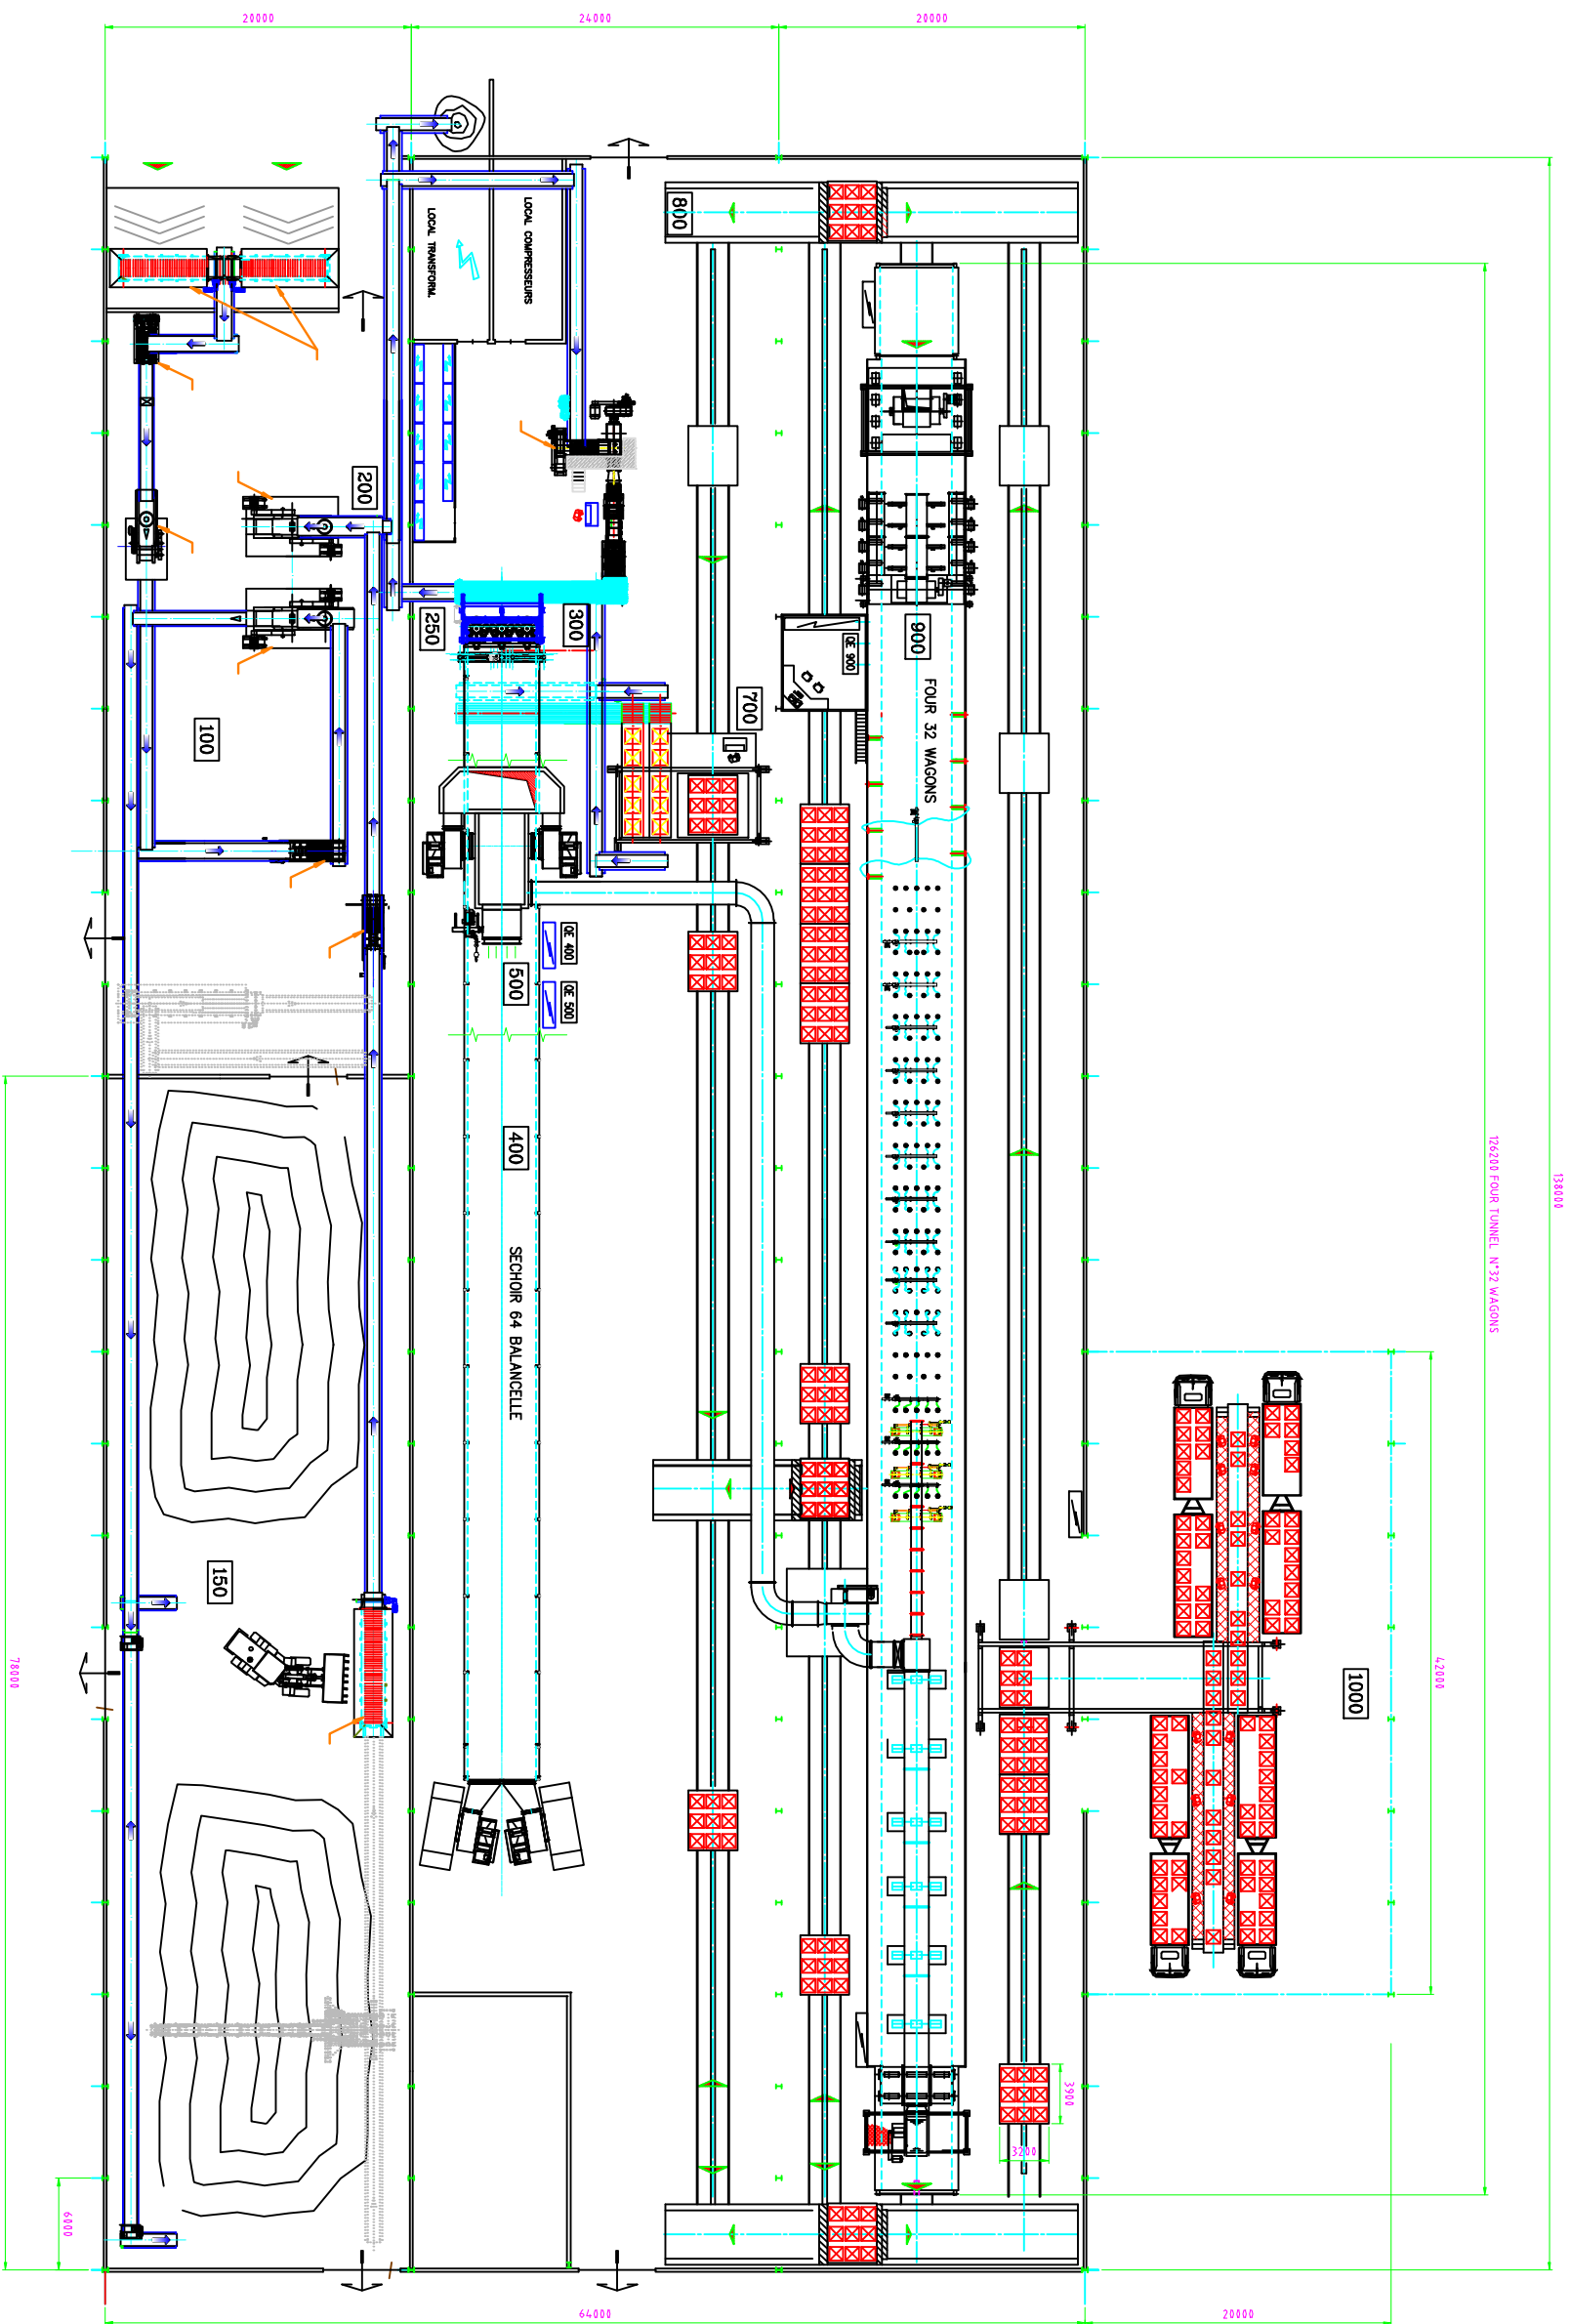 20000
24000
20000
138000
126200 FOUR TUNNEL N°32 WAGONS
800
LOCAL COMPRESSEURS
LOCAL TRANSFORM.
200
250
300
900
QE 900
FOUR 32 WAGONS
700
100
QE 400
QE 500
500
400
SECHOIR 64 BALANCELLE
150
1000
42000
78000
3900
3200
6000
64000
20000